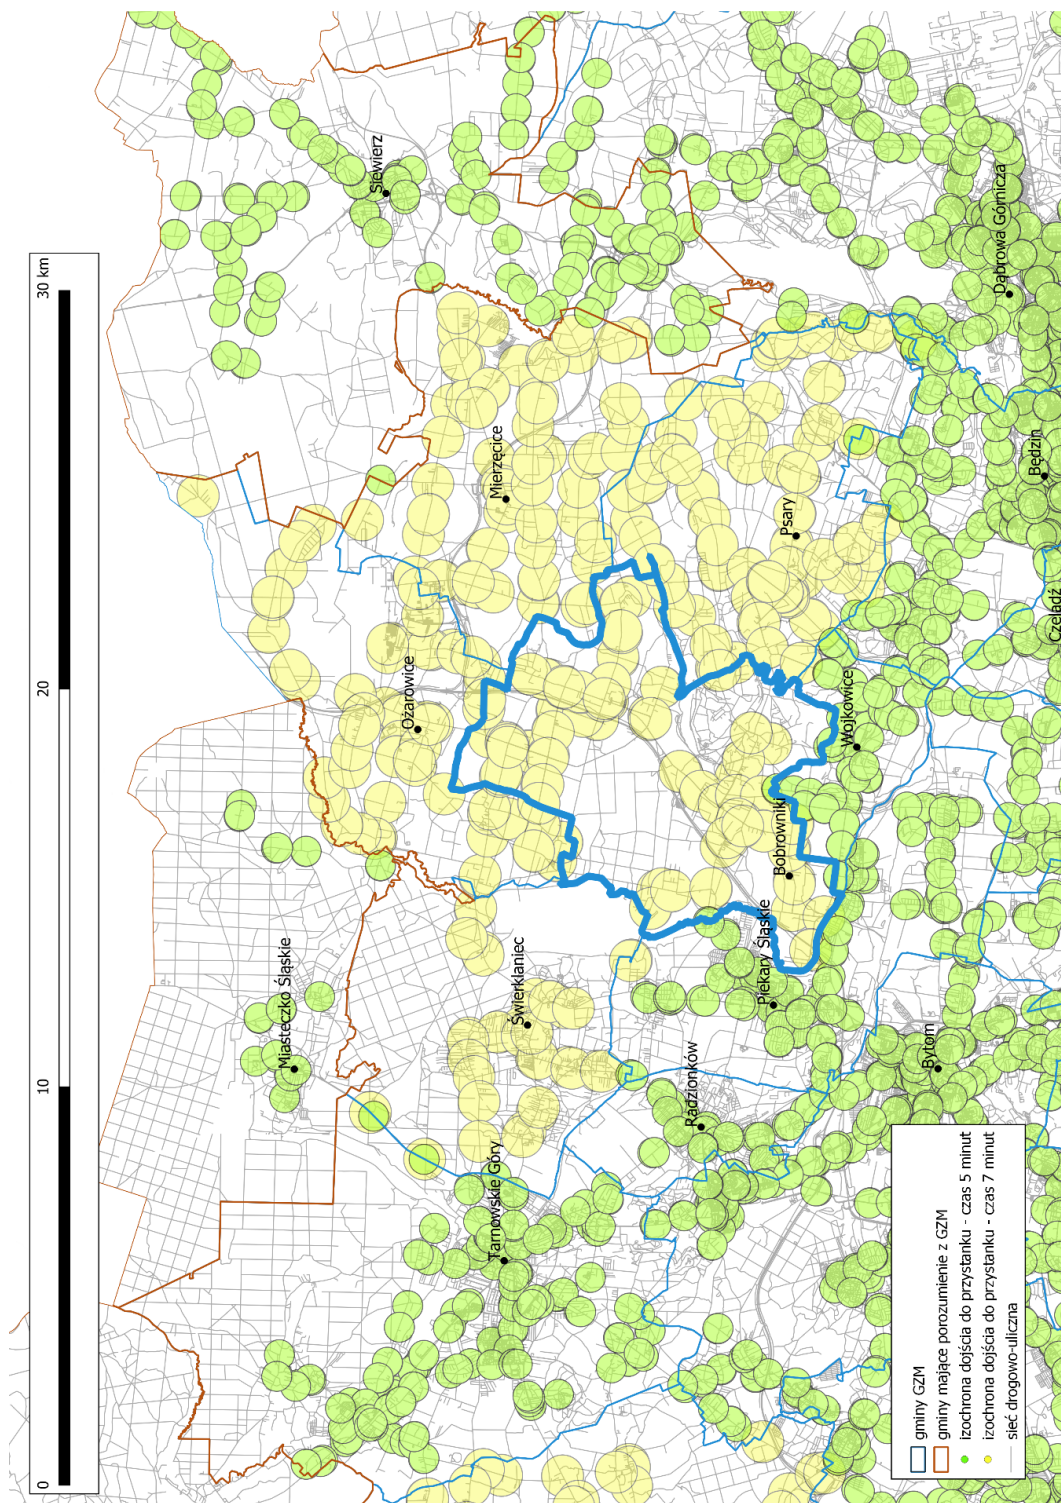 0
10
20
30 km
Siewierz
Mierzęcice
Ożarowice
Miasteczko Śląskie
Świerklaniec
Tarnowskie Góry
Radzionków
Piekary Śląskie
Bobrowniki
Wojkowice
Psary
Dąbrowa Górnicza
Będzin
Czeladź
Bytom
gminy GZM
gminy mające porozumienie z GZM
izochrona dojścia do przystanku - czas 5 minut
izochrona dojścia do przystanku - czas 7 minut
sieć drogowo-uliczna